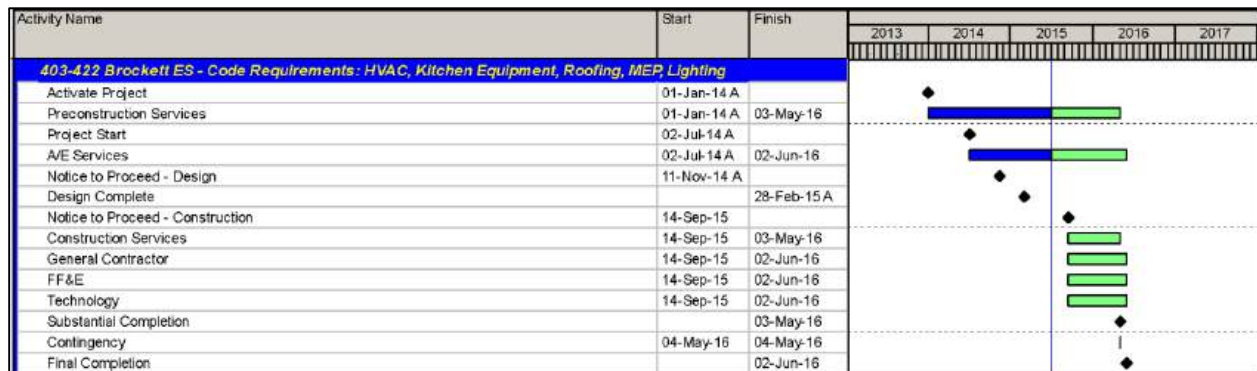 Activity Name Start Finish
2013 2014 2015 2016 2017
403-422 Brockett ES - Code Requirements: HVAC, Kitchen Equipment, Roofing, MEP, Lighting
Activate Project 01-Jan-14 A
Preconstruction Services 01-Jan-14 A 03-May-16
Project Start 02-Jul-14 A
A/E Services 02-Jul-14 A 02-Jun-16
Notice to Proceed - Design 11-Nov-14 A
Design Complete 28-Feb-15 A
Notice to Proceed - Construction 14-Sep-15
Construction Services 14-Sep-15 03-May-16
General Contractor 14-Sep-15 02-Jun-16
FF&E 14-Sep-15 02-Jun-16
Technology 14-Sep-15 02-Jun-16
Substantial Completion 03-May-16
Contingency 04-May-16 04-May-16
Final Completion 02-Jun-16